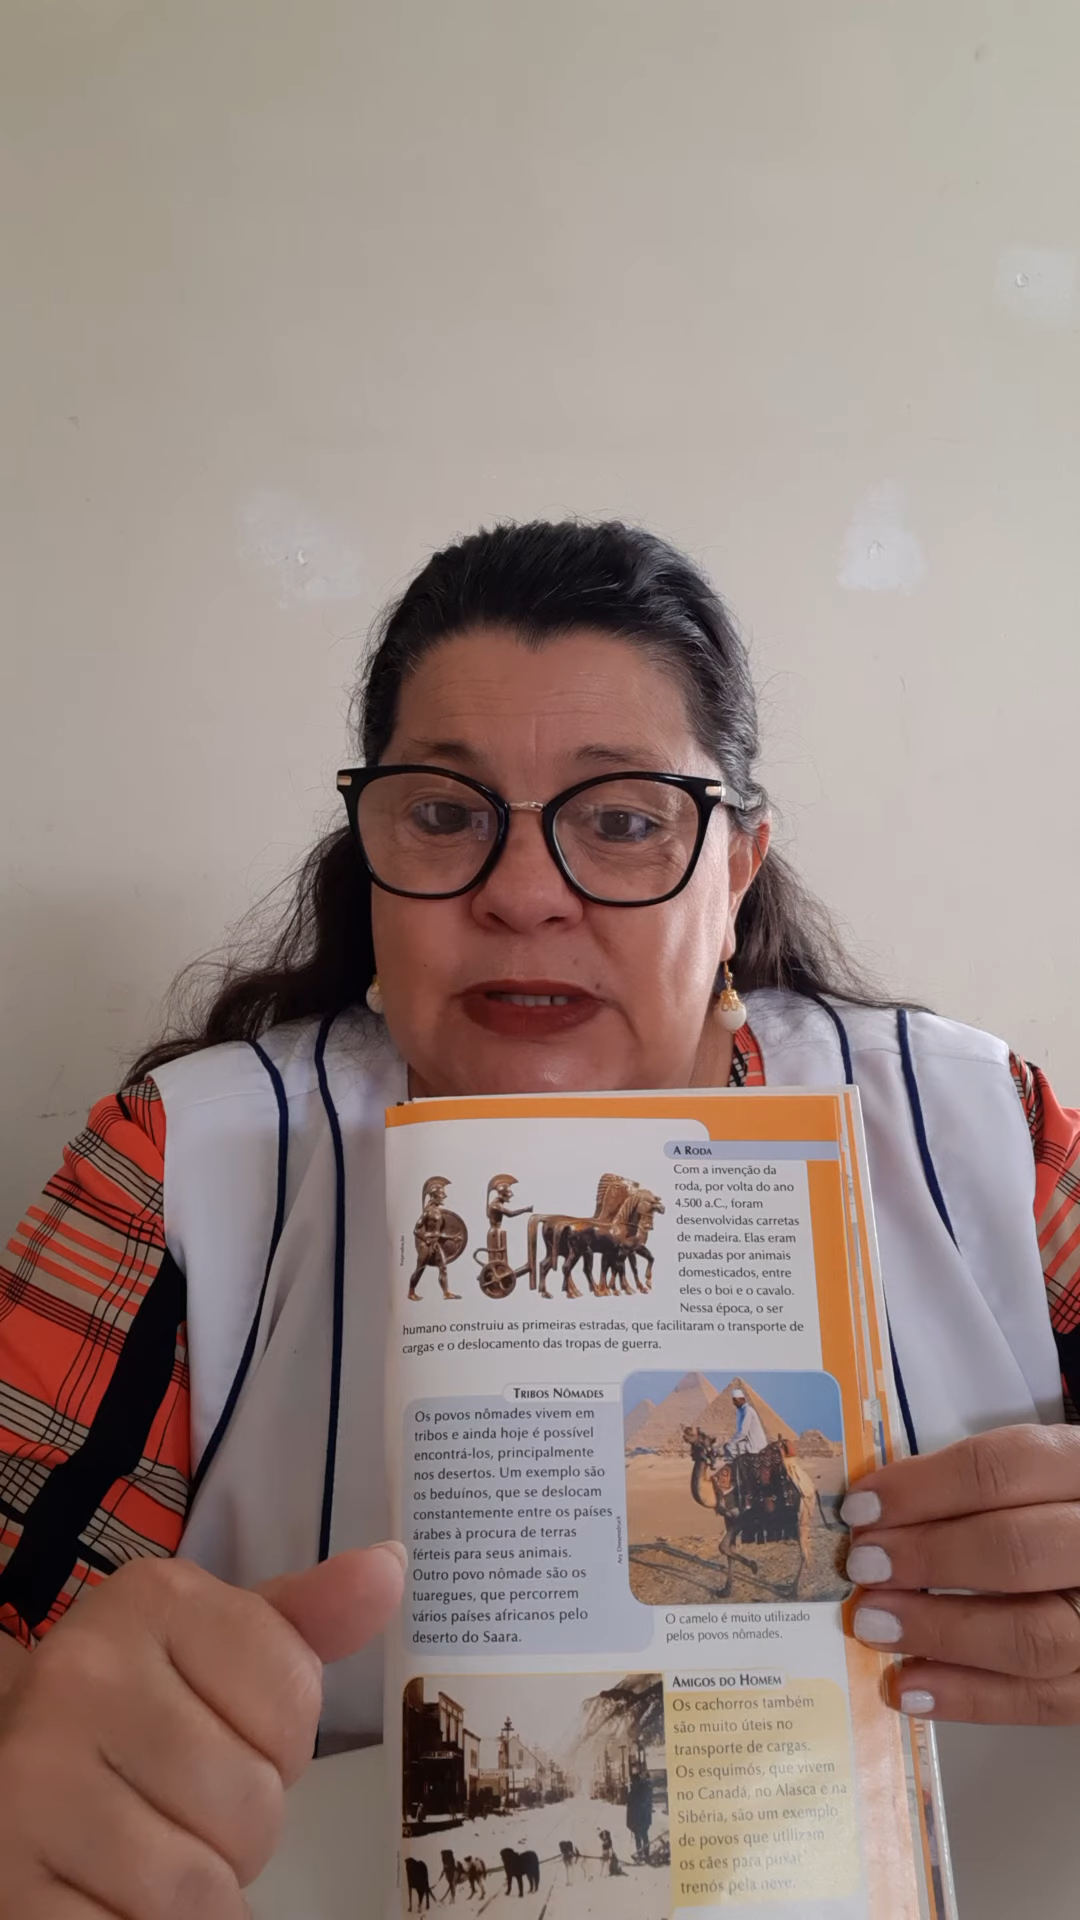 A RODA
Com a invenção da
roda, por volta do ano
4.500 a.C., foram
desenvolvidas carretas
de madeira. Elas eram
puxadas por animais
domesticados, entre
eles o boi e o cavalo.
Nessa época, o ser
humano construiu as primeiras estradas, que facilitaram o transporte de
cargas e o deslocamento das tropas de guerra.
TRIBOS NÔMADES
Os povos nômades vivem em
tribos e ainda hoje é possível
encontrá-los, principalmente
nos desertos. Um exemplo são
os beduínos, que se deslocam
constantemente entre os países
árabes à procura de terras
férteis para seus animais.
Outro povo nômade são os
tuaregues, que percorrem
vários países africanos pelo
deserto do Saara.
O camelo é muito utilizado
pelos povos nômades.
AMIGOS DO HOMEM
Os cachorros também
são muito úteis no
transporte de cargas.
Os esquimós, que vivem
no Canadá, no Alasca e na
Sibéria, são um exemplo
de povos que utilizam
os cães para puxar
trenós pela neve.